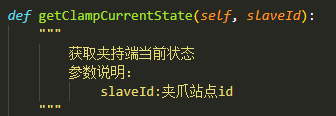 def getClampCurrentState(self, slaveId):
"""
获取夹持端当前状态
参数说明：
slaveId:夹爪站点id
"""